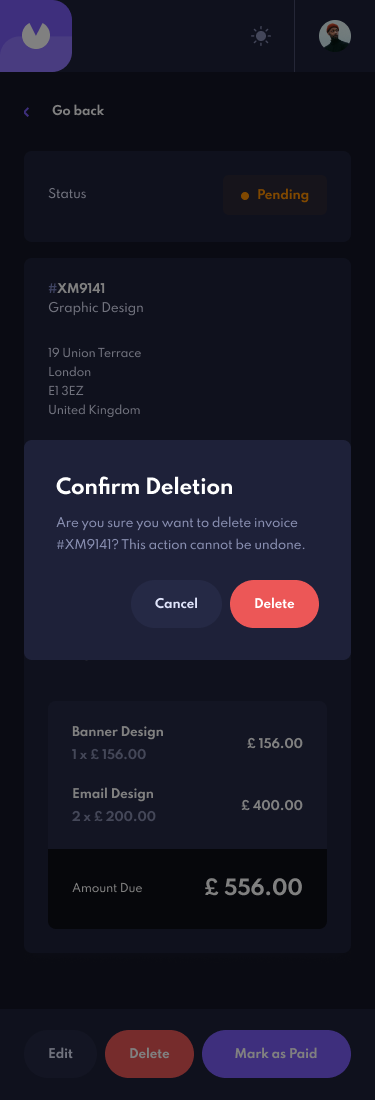 Go back
Status
Pending
#XM9141
Graphic Design
19 Union Terrace
London
E1 3EZ
United Kingdom
Confirm Deletion
Are you sure you want to delete invoice
#XM9141? This action cannot be undone.
Cancel
Delete
Banner Design
£ 156.00
1 x £ 156.00
Email Design
£ 400.00
2 x £ 200.00
Amount Due
£ 556.00
Edit
Delete
Mark as Paid